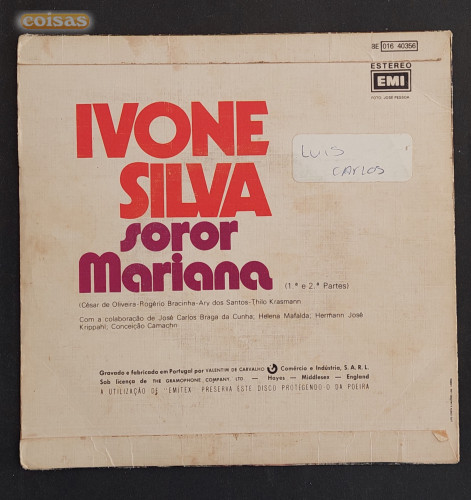 coisas
8E 016 40356
ESTEREO
EMI
IVONE
SILVA
LUIS
CARLOS
soror
Mariana (1.ª e 2.ª Partes)
(César de Oliveira-Rogério Bracinha-Ary dos Santos-Thilo Krasmann
Com a colaboração de José Carlos Braga da Cunha; Helena Mafalda; Hermann José
Krippahl; Conceição Camachn
Gravado e fabricado em Portugal por VALENTIM DE CARVALHO Comércio e Indústria, S. A. R. L.
Sob licença de THE GRAMOPHONE COMPANY, LTD — Hayes — Middlesex — England
A UTILIZAÇÃO DE "EMITEX" PRESERVA ESTE DISCO PROTEGENDO-O DA POEIRA